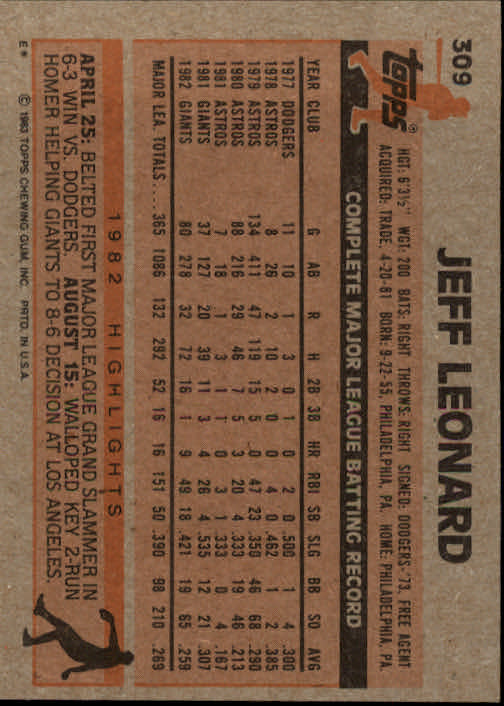 309
topps®
JEFF LEONARD
HGT: 6'3½" WGT: 200 BATS: RIGHT THROWS: RIGHT SIGNED: DODGERS-'73, FREE AGENT
ACQUIRED: TRADE, 4-20-81 BORN: 9-22-55, PHILADELPHIA, PA. HOME: PHILADELPHIA, PA.
COMPLETE MAJOR LEAGUE BATTING RECORD
YEAR CLUB G AB R H 2B 3B HR RBI SB SLG BB SO AVG
1977 DODGERS 11 10 1 3 0 1 0 2 0 .500 1 4 .300
1978 ASTROS 8 26 2 10 2 0 0 4 0 .462 1 2 .385
1979 ASTROS 134 411 47 119 15 5 0 47 23 .350 46 68 .290
1980 ASTROS 88 216 29 46 7 5 3 20 4 .333 19 46 .213
1981 ASTROS 7 18 1 3 1 1 0 3 1 .333 0 4 .167
1981 GIANTS 37 127 20 39 11 3 4 26 4 .535 12 21 .307
1982 GIANTS 80 278 32 72 16 1 9 49 18 .421 19 65 .259
MAJOR LEA. TOTALS.... 365 1086 132 292 52 16 16 151 50 .390 98 210 .269
1982 HIGHLIGHTS
APRIL 25: BELTED FIRST MAJOR LEAGUE GRAND SLAMMER IN
6-3 WIN VS. DODGERS. AUGUST 15: WALLOPED KEY 2-RUN
HOMER HELPING GIANTS TO 8-6 DECISION AT LOS ANGELES.
E* © 1983 TOPPS CHEWING GUM, INC. PRTD. IN U.S.A.